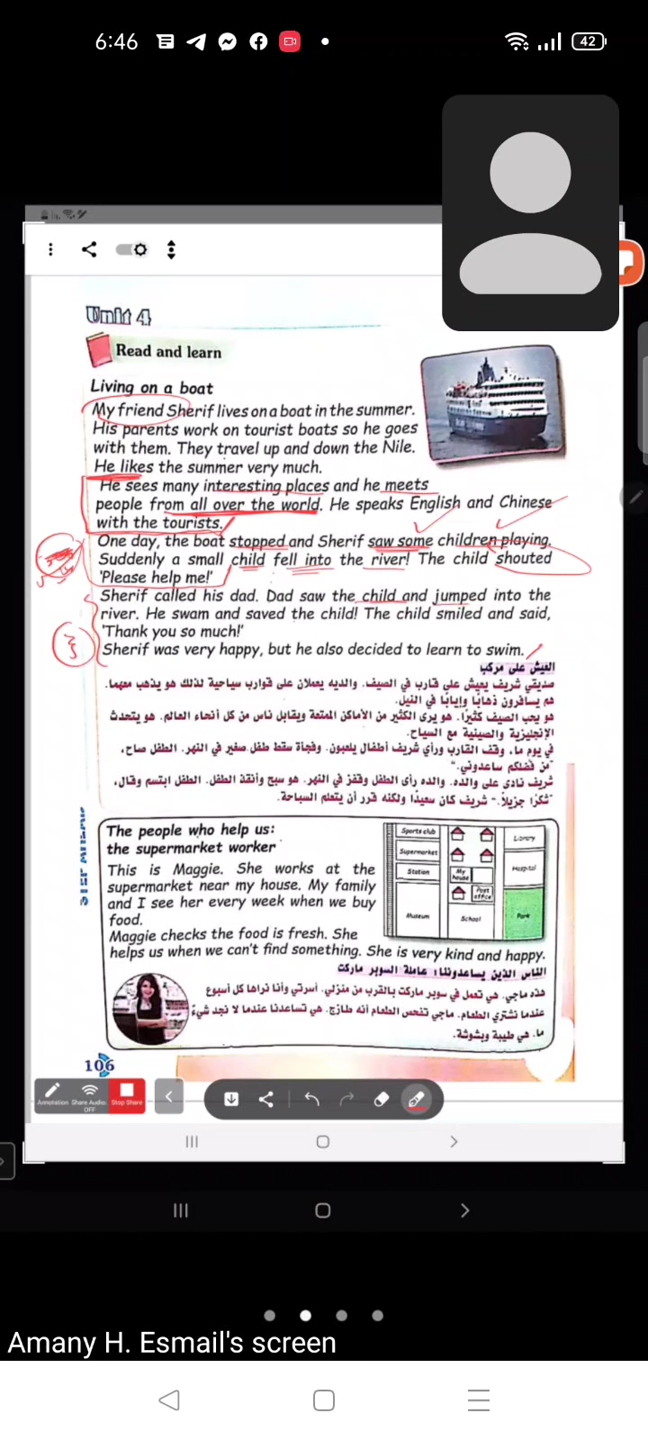 6:46
42
Unit 4
Read and learn
Living on a boat
My friend Sherif lives on a boat in the summer.
His parents work on tourist boats so he goes
with them. They travel up and down the Nile.
He likes the summer very much.
He sees many interesting places and he meets
people from all over the world. He speaks English and Chinese
with the tourists.
One day, the boat stopped and Sherif saw some children playing.
Suddenly a small child fell into the river! The child shouted
'Please help me!'
Sherif called his dad. Dad saw the child and jumped into the
river. He swam and saved the child! The child smiled and said,
'Thank you so much!'
Sherif was very happy, but he also decided to learn to swim.
العيش على مركب
صديقي شريف يعيش على قارب في الصيف. والديه يعملان على قوارب سياحية لذلك هو يذهب معهما.
هم يسافرون ذهابًا وإيابًا في النيل.
هو يحب الصيف كثيرًا. هو يرى الكثير من الأماكن الممتعة ويقابل ناس من كل أنحاء العالم. هو يتحدث
الإنجليزية والصينية مع السياح.
في يوم ما، وقف القارب ورأي شريف أطفال يلعبون. وفجأة سقط طفل صغير في النهر. الطفل صاح،
"من فضلكم ساعدوني."
شريف نادى على والده. والده رأى الطفل وقفز في النهر. هو سبح وأنقذ الطفل. الطفل ابتسم وقال،
"شكرًا جزيلًا." شريف كان سعيدًا ولكنه قرر أن يتعلم السباحة.
The people who help us:
the supermarket worker
This is Maggie. She works at the
supermarket near my house. My family
and I see her every week when we buy
food.
Maggie checks the food is fresh. She
helps us when we can't find something. She is very kind and happy.
Sports club
Library
Supermarket
Station
My house
Hospital
Post office
Museum
School
Park
الناس الذين يساعدوننا: عاملة السوبر ماركت
هذه ماجي. هي تعمل في سوبر ماركت بالقرب من منزلي. أسرتي وأنا نراها كل أسبوع
عندما نشتري الطعام. ماجي تفحص الطعام أنه طازج. هي تساعدنا عندما لا نجد شيء
ما. هي طيبة وبشوشة.
106
Annotation
Share Audio: OFF
Stop Share
Amany H. Esmail's screen